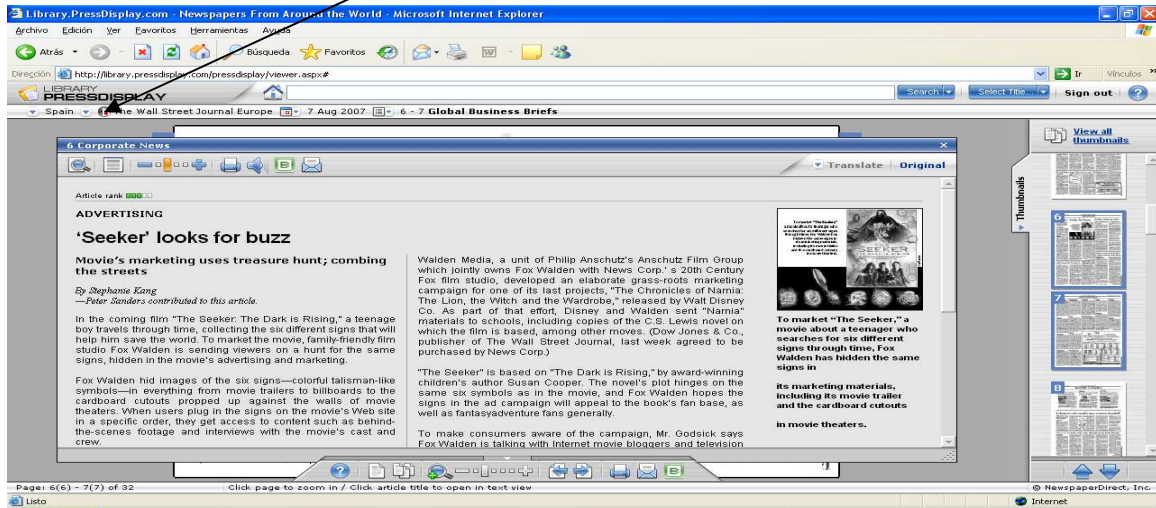 Library.PressDisplay.com - Newspapers From Around the World - Microsoft Internet Explorer
Archivo Edición Ver Favoritos Herramientas Ayuda
Atrás Búsqueda Favoritos
Dirección http://library.pressdisplay.com/pressdisplay/viewer.aspx# Ir Vínculos »
LIBRARY
PRESSDISPLAY Search Select Title... Sign out ?
Spain The Wall Street Journal Europe 7 Aug 2007 6 - 7 Global Business Briefs
View all
thumbnails
Thumbnails
6
7
8
6 Corporate News
Translate Original
Article rank
ADVERTISING
‘Seeker’ looks for buzz
Movie's marketing uses treasure hunt; combing
the streets
By Stephanie Kang
—Peter Sanders contributed to this article.
In the coming film "The Seeker: The Dark is Rising," a teenage
boy travels through time, collecting the six different signs that will
help him save the world. To market the movie, family-friendly film
studio Fox Walden is sending viewers on a hunt for the same
signs, hidden in the movie's advertising and marketing.
Fox Walden hid images of the six signs—colorful talisman-like
symbols—in everything from movie trailers to billboards to the
cardboard cutouts propped up against the walls of movie
theaters. When users plug in the signs on the movie's Web site
in a specific order, they get access to content such as behind-
the-scenes footage and interviews with the movie's cast and
crew.
Walden Media, a unit of Philip Anschutz's Anschutz Film Group
which jointly owns Fox Walden with News Corp.' s 20th Century
Fox film studio, developed an elaborate grass-roots marketing
campaign for one of its last projects, "The Chronicles of Narnia:
The Lion, the Witch and the Wardrobe," released by Walt Disney
Co. As part of that effort, Disney and Walden sent "Narnia"
materials to schools, including copies of the C.S. Lewis novel on
which the film is based, among other moves. (Dow Jones & Co.,
publisher of The Wall Street Journal, last week agreed to be
purchased by News Corp.)
"The Seeker" is based on "The Dark is Rising," by award-winning
children's author Susan Cooper. The novel's plot hinges on the
same six symbols as in the movie, and Fox Walden hopes the
signs in the ad campaign will appeal to the book's fan base, as
well as fantasyadventure fans generally.
To make consumers aware of the campaign, Mr. Godsick says
Fox Walden is talking with Internet movie bloggers and television
SEEKER
To market “The Seeker,” a
movie about a teenager who
searches for six different
signs through time, Fox
Walden has hidden the same
signs in
its marketing materials,
including its movie trailer
and the cardboard cutouts
in movie theaters.
Page: 6(6) - 7(7) of 32 Click page to zoom in / Click article title to open in text view © NewspaperDirect, Inc.
Listo Internet